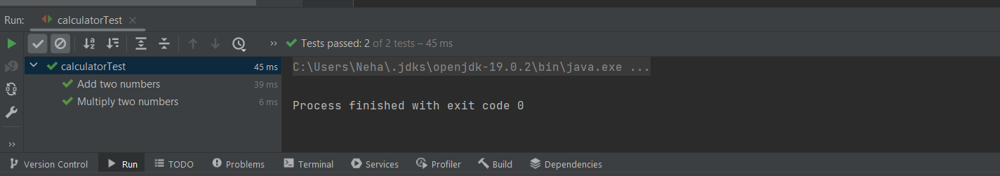 Run: calculatorTest
Tests passed: 2 of 2 tests – 45 ms
calculatorTest 45 ms
Add two numbers 39 ms
Multiply two numbers 6 ms
C:\Users\Neha\.jdks\openjdk-19.0.2\bin\java.exe ...
Process finished with exit code 0
Version Control Run TODO Problems Terminal Services Profiler Build Dependencies